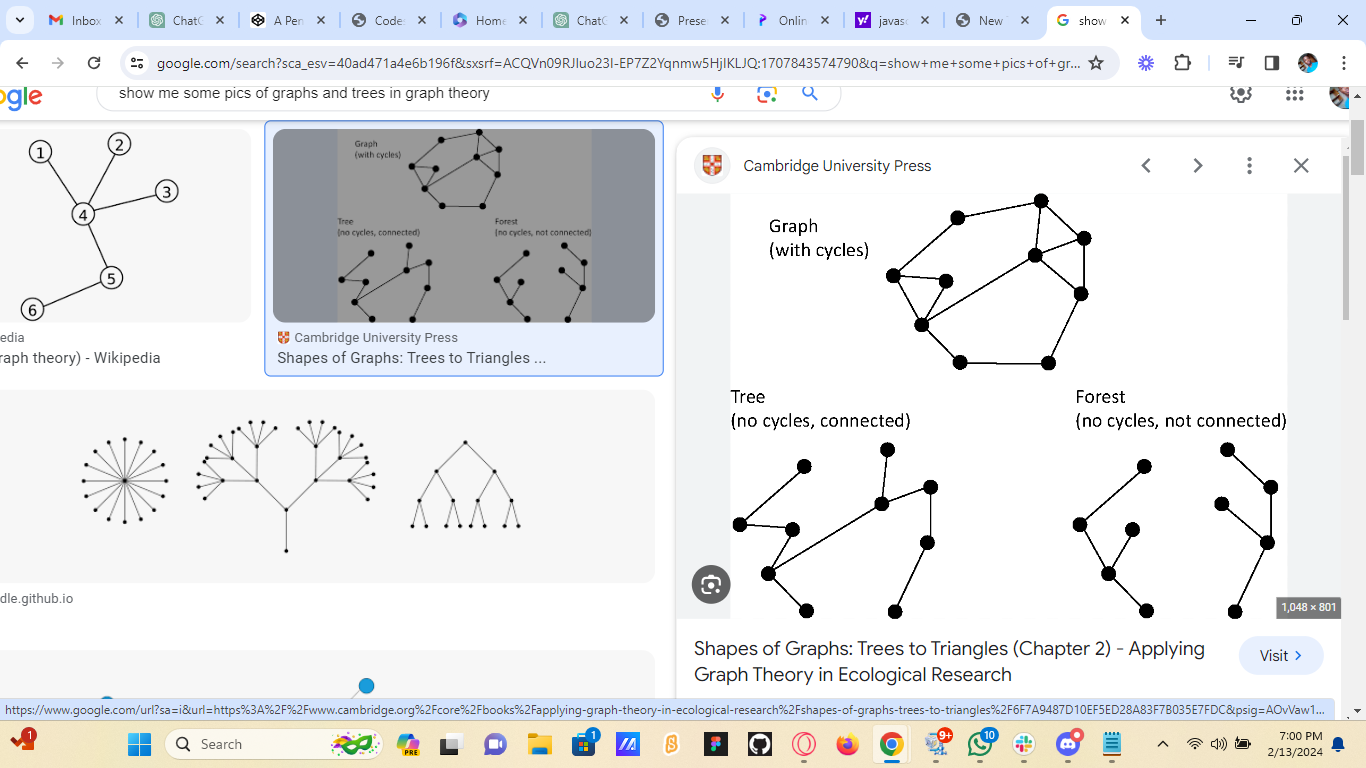 Inbox
ChatG
A Pen
Code
Home
ChatG
Prese
Onlin
javas
New
show
google.com/search?sca_esv=40ad471a4e6b196f&sxsrf=ACQVn09RJIuo23I-EP7Z2Yqnmw5HjIKLJQ:1707843574790&q=show+me+some+pics+of+gr...
ogle
show me some pics of graphs and trees in graph theory
1
2
3
4
5
6
edia
raph theory) - Wikipedia
Graph
(with cycles)
Tree
(no cycles, connected)
Forest
(no cycles, not connected)
Cambridge University Press
Shapes of Graphs: Trees to Triangles ...
dle.github.io
Cambridge University Press
Graph
(with cycles)
Tree
(no cycles, connected)
Forest
(no cycles, not connected)
1,048 × 801
Shapes of Graphs: Trees to Triangles (Chapter 2) - Applying
Graph Theory in Ecological Research
Visit
https://www.google.com/url?sa=i&url=https%3A%2F%2Fwww.cambridge.org%2Fcore%2Fbooks%2Fapplying-graph-theory-in-ecological-research%2Fshapes-of-graphs-trees-to-triangles%2F6F7A9487D10EF5ED28A83F7B035E7FDC&psig=AOvVaw1...
1
Search
PRE
1
9+
10
7:00 PM
2/13/2024